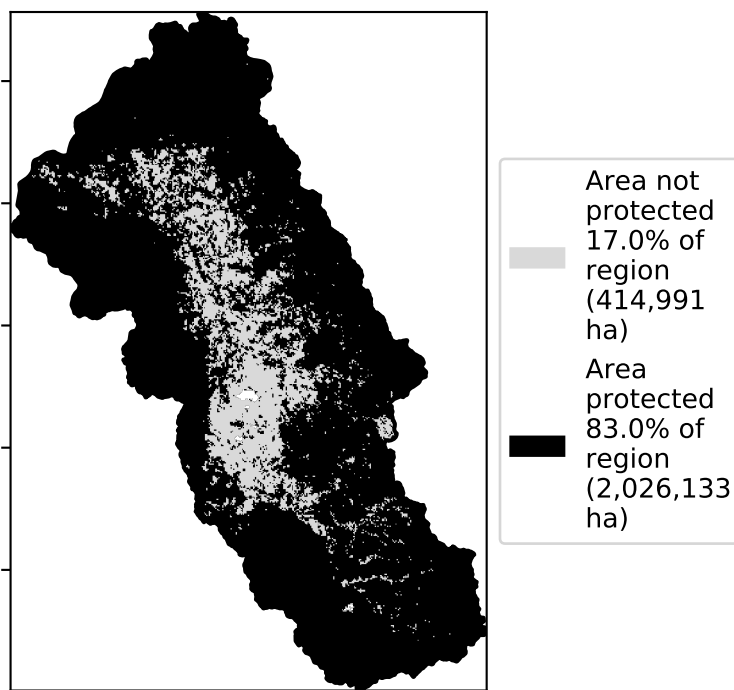 Area not
protected
17.0% of
region
(414,991
ha)
Area
protected
83.0% of
region
(2,026,133
ha)